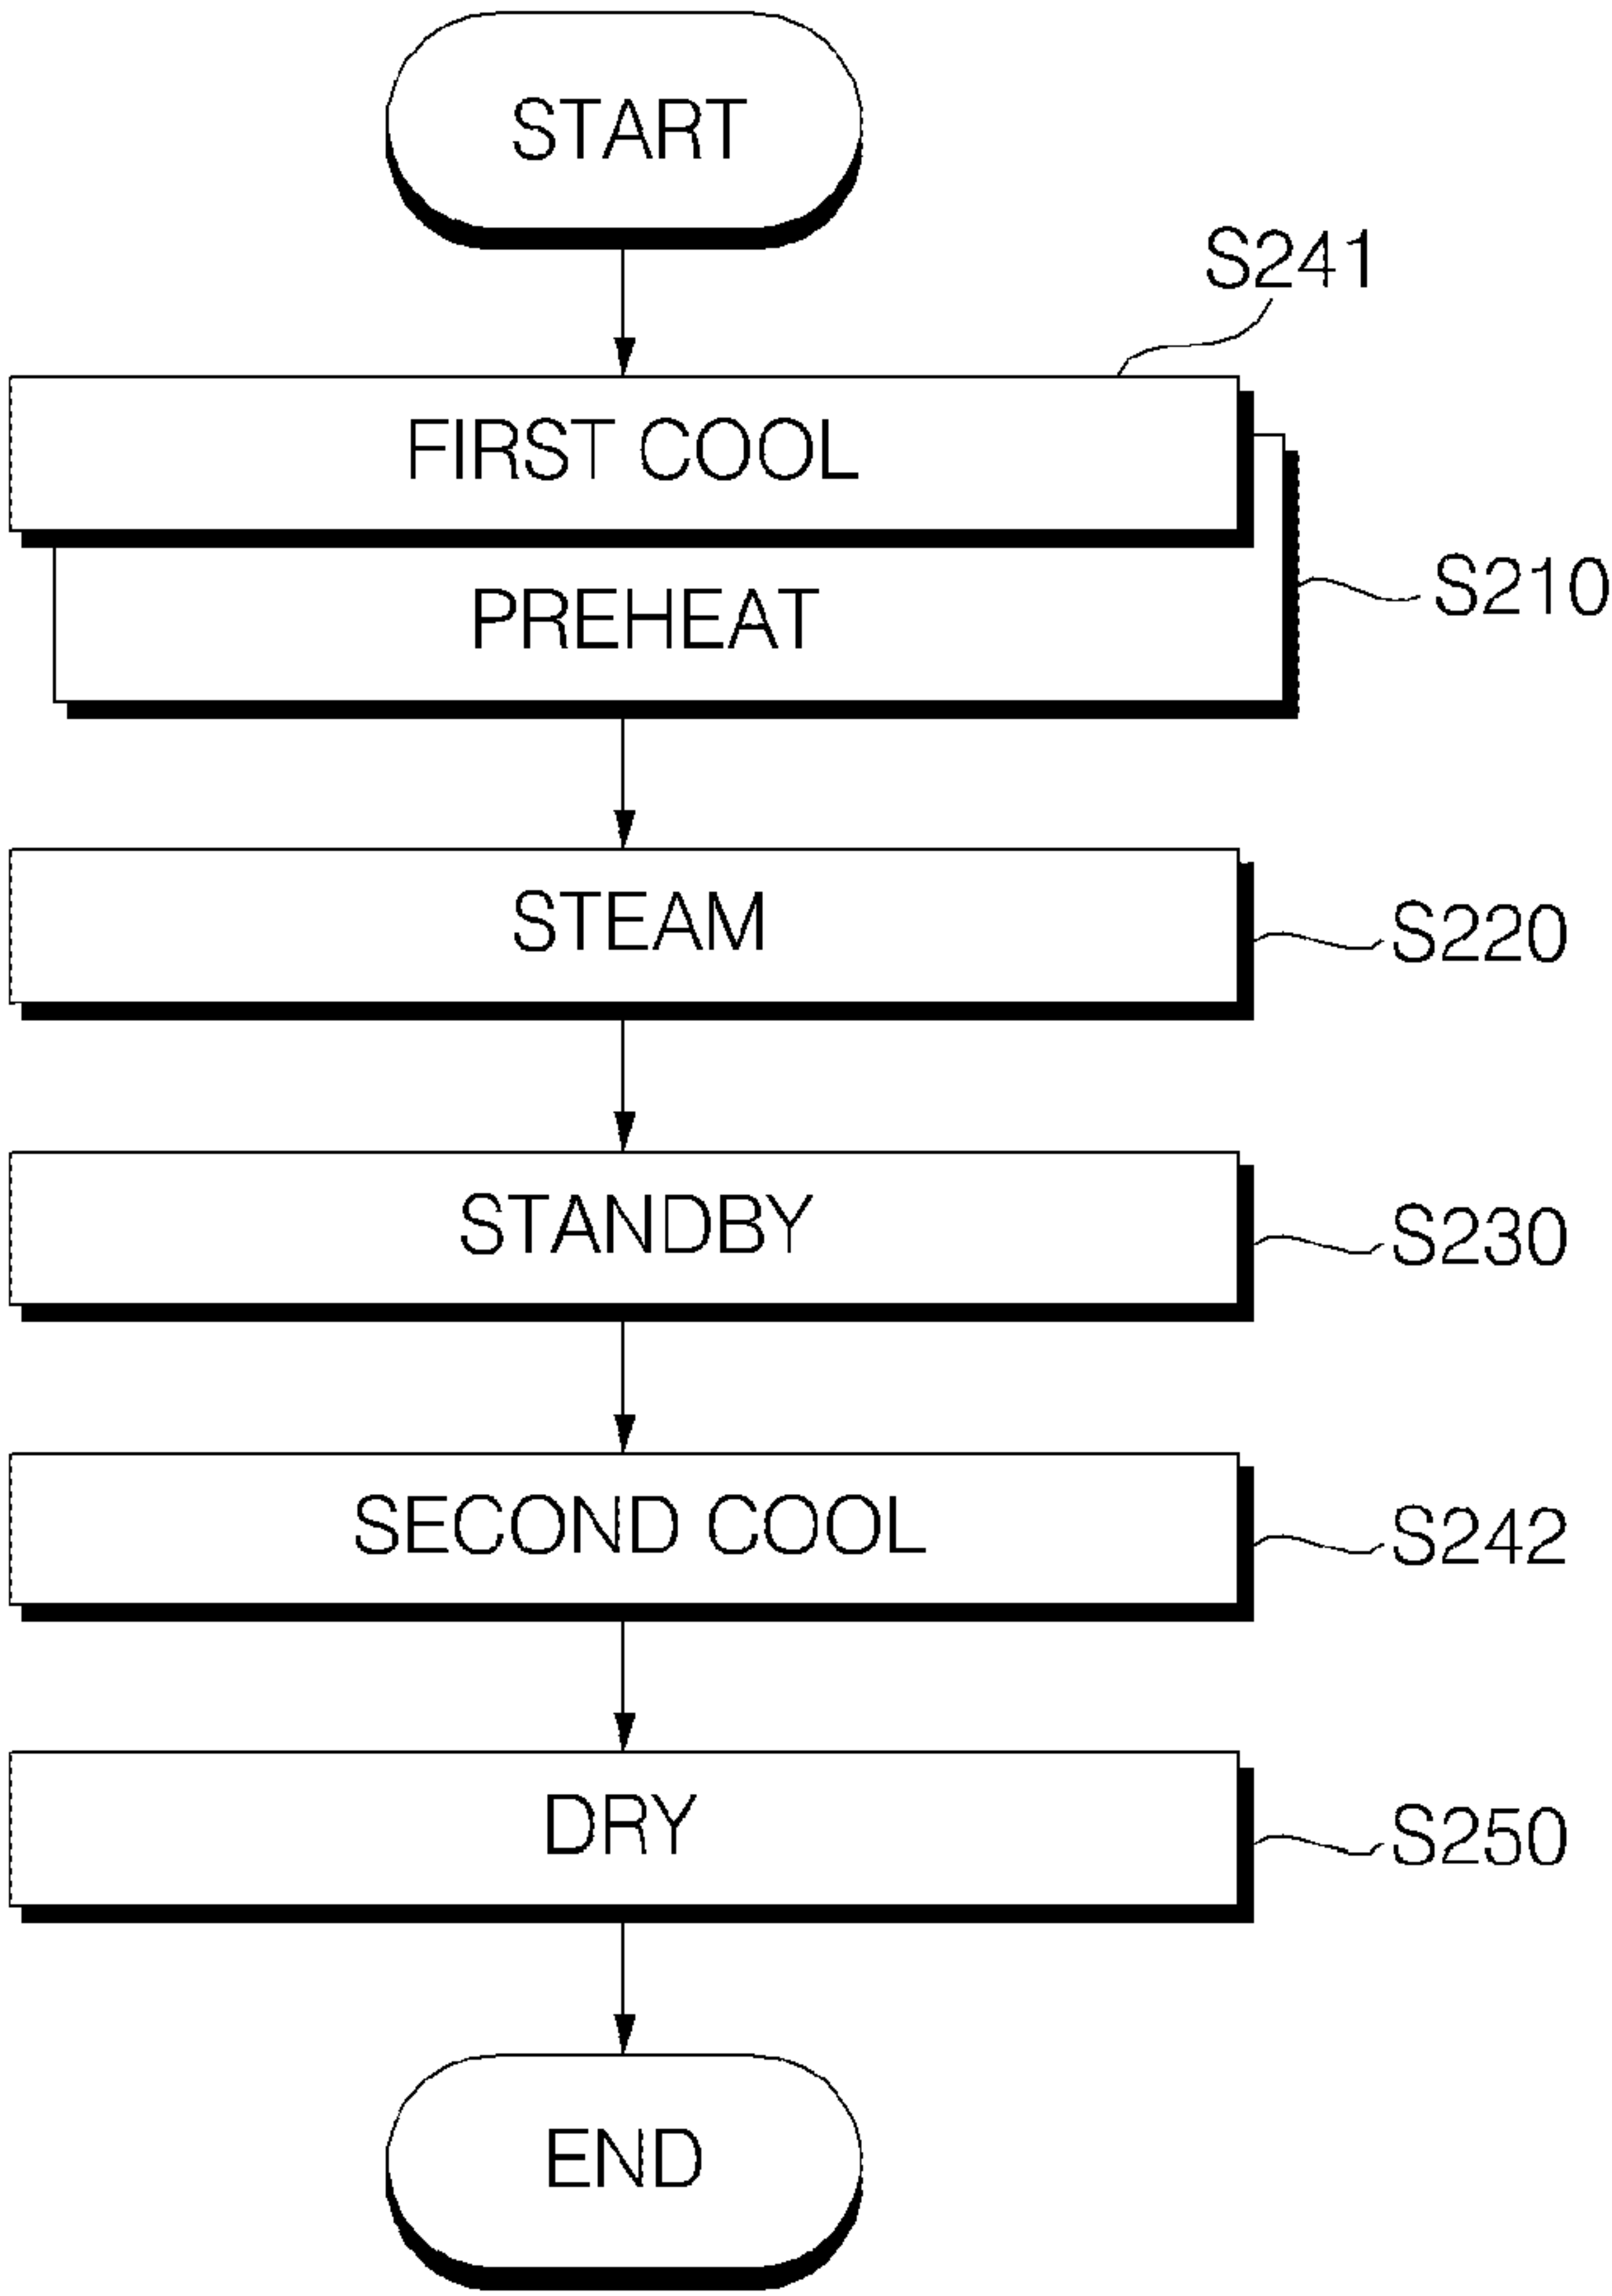 START
S241
FIRST COOL
PREHEAT
S210
STEAM
S220
STANDBY
S230
SECOND COOL
S242
DRY
S250
END